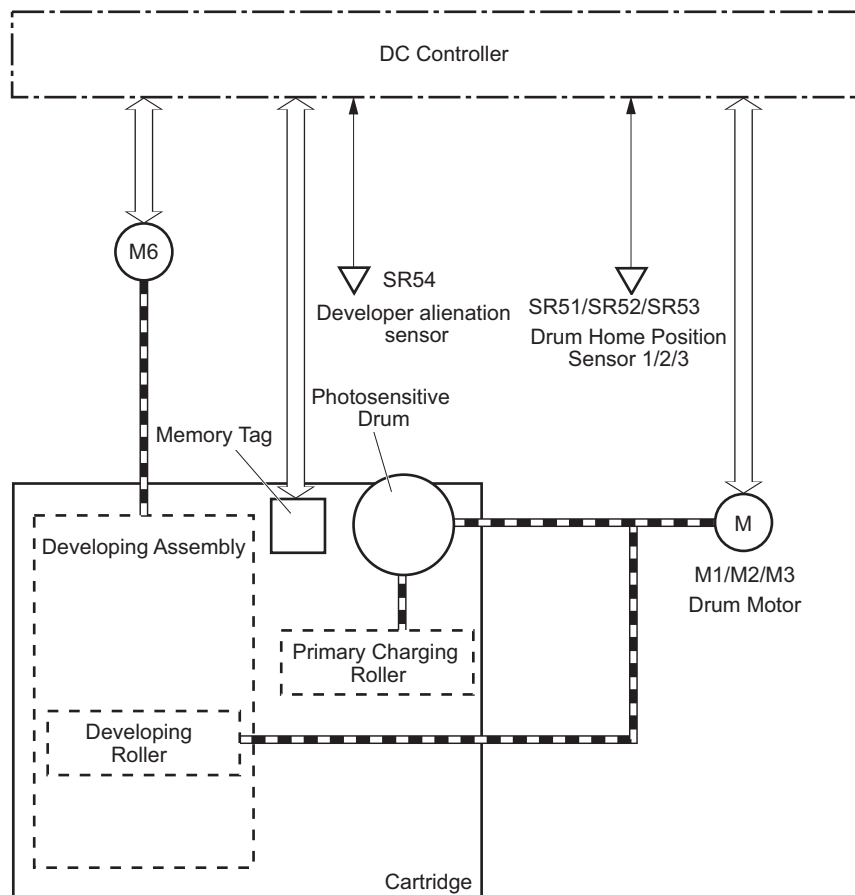 DC Controller
M6
SR54
Developer alienation
sensor
SR51/SR52/SR53
Drum Home Position
Sensor 1/2/3
Photosensitive
Drum
Memory Tag
Developing Assembly
M
M1/M2/M3
Drum Motor
Primary Charging
Roller
Developing
Roller
Cartridge